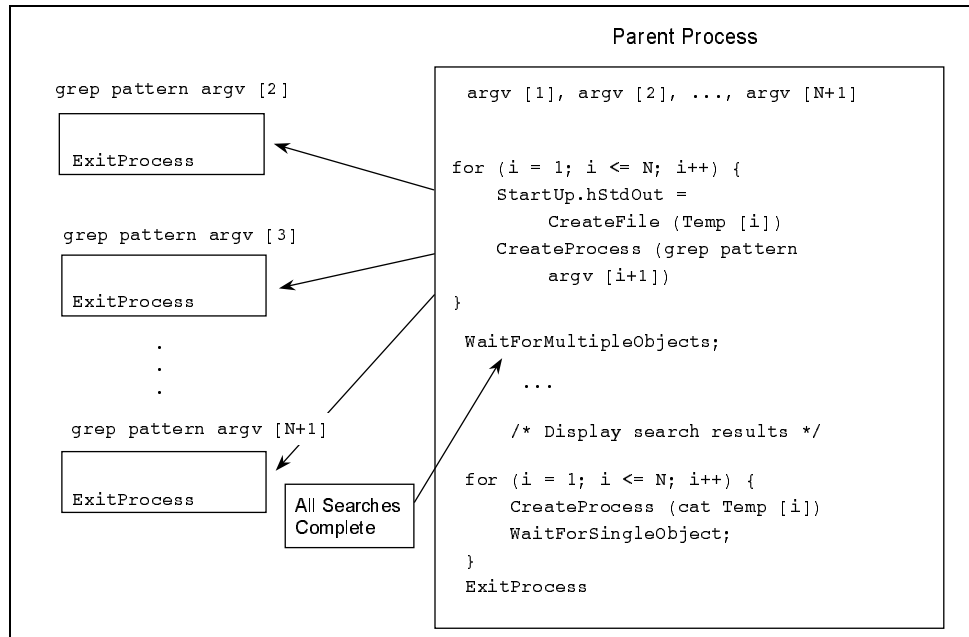 Parent Process
grep pattern argv [2]
ExitProcess
grep pattern argv [3]
ExitProcess
.
.
.
grep pattern argv [N+1]
ExitProcess
All Searches
Complete
argv [1], argv [2], ..., argv [N+1]
for (i = 1; i <= N; i++) {
StartUp.hStdOut =
CreateFile (Temp [i])
CreateProcess (grep pattern
argv [i+1])
}
WaitForMultipleObjects;
...
/* Display search results */
for (i = 1; i <= N; i++) {
CreateProcess (cat Temp [i])
WaitForSingleObject;
}
ExitProcess